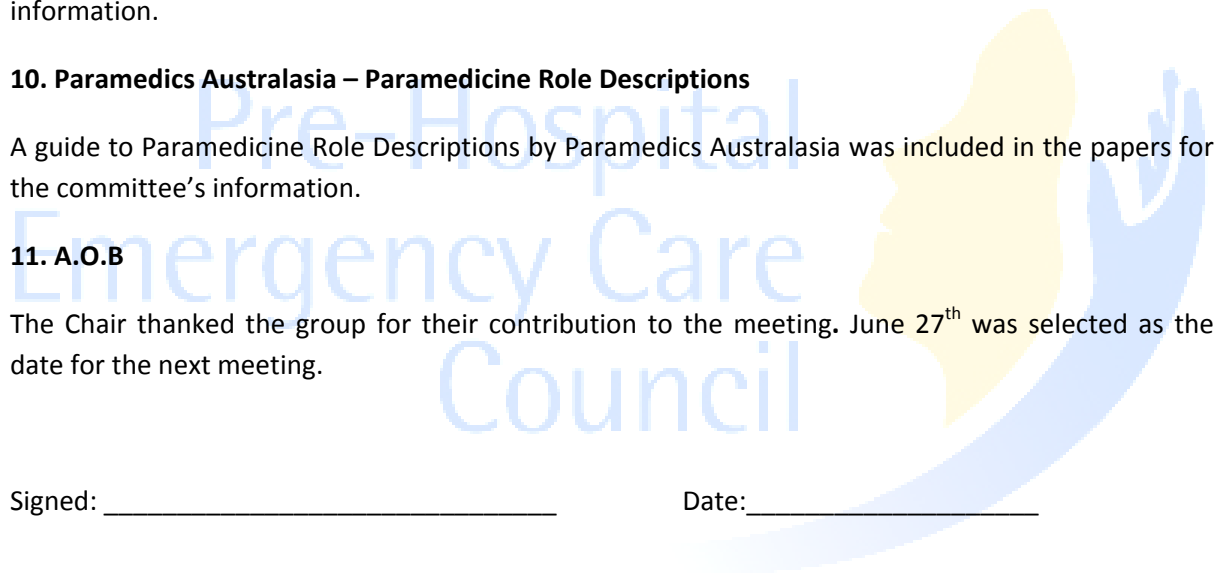 information.
10. Paramedics Australasia – Paramedicine Role Descriptions
A guide to Paramedicine Role Descriptions by Paramedics Australasia was included in the papers for
the committee’s information.
11. A.O.B
The Chair thanked the group for their contribution to the meeting. June 27th was selected as the
date for the next meeting.
Signed: ________________________________ Date:_____________________
Pre-Hospital
Emergency Care
Council